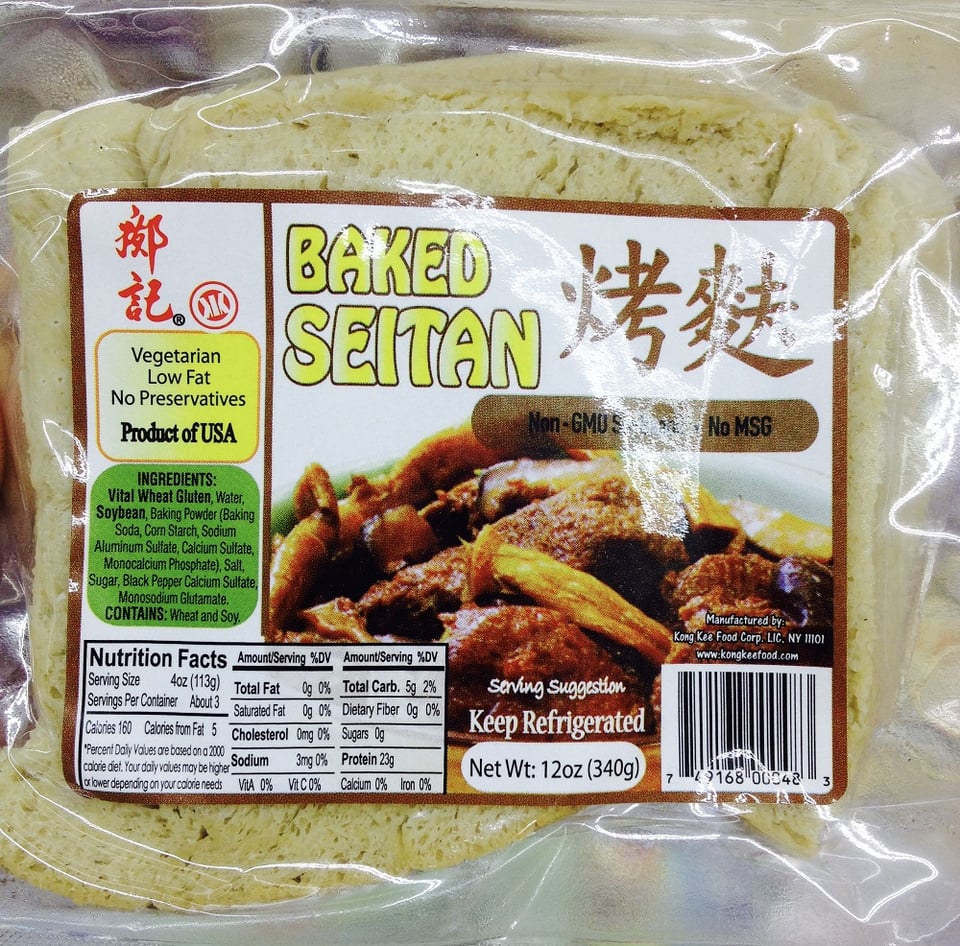 鄺
記®
BAKED
SEITAN
烤麩
Vegetarian
Low Fat
No Preservatives
Product of USA
Non-GMO No MSG
INGREDIENTS:
Vital Wheat Gluten, Water,
Soybean, Baking Powder (Baking
Soda, Corn Starch, Sodium
Aluminum Sulfate, Calcium Sulfate,
Monocalcium Phosphate), Salt,
Sugar, Black Pepper Calcium Sulfate,
Monosodium Glutamate.
CONTAINS: Wheat and Soy.
Nutrition Facts
Serving Size 4oz (113g)
Servings Per Container About 3
Calories 160 Calories from Fat 5
*Percent Daily Values are based on a 2000
calorie diet. Your daily values may be higher
or lower depending on your calorie needs
Amount/Serving %DV
Total Fat 0g 0%
Saturated Fat 0g 0%
Cholesterol 0mg 0%
Sodium 3mg 0%
VitA 0% Vit C 0%
Amount/Serving %DV
Total Carb. 5g 2%
Dietary Fiber 0g 0%
Sugars 0g
Protein 23g
Calcium 0% Iron 0%
Serving Suggestion
Keep Refrigerated
Net Wt: 12oz (340g)
Manufactured by:
Kong Kee Food Corp. LIC, NY 11101
www.kongkeefood.com
7 49168 00848 3